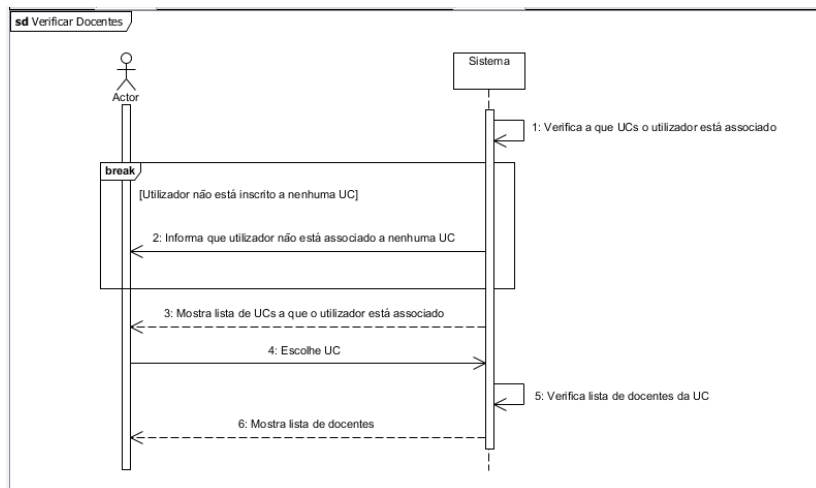 sd Verificar Docentes
Actor
Sistema
1: Verifica a que UCs o utilizador está associado
break
[Utilizador não está inscrito a nenhuma UC]
2: Informa que utilizador não está associado a nenhuma UC
3: Mostra lista de UCs a que o utilizador está associado
4: Escolhe UC
5: Verifica lista de docentes da UC
6: Mostra lista de docentes